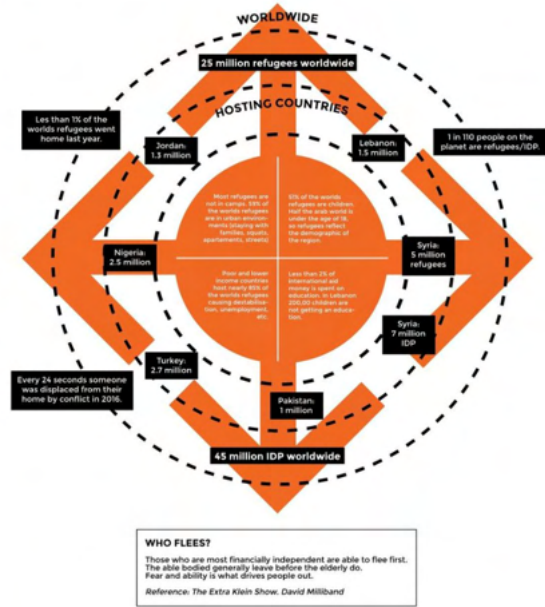 WORLDWIDE
25 million refugees worldwide
HOSTING COUNTRIES
Les than 1% of the
worlds refugees went
home last year.
Jordan:
1.3 million
Lebanon:
1.5 million
1 in 110 people on the
planet are refugees/IDP.
Most refugees are
not in camps. 59% of
the worlds refugees
are in urban environ-
ments (staying with
families, squats,
apartements, streets)
51% of the worlds
refugees are children.
Half the arab world is
under the age of 18,
so refugees reflect
the demographic of
the region.
Nigeria:
2.5 million
Syria:
5 million
refugees
Poor and lower
income countries
host nearly 90% of
the worlds refugees
causing destabilisa-
tion, unemployment,
etc.
Less than 2% of
international aid
money is spent on
education. In Lebanon
200,00 children are
not getting an educa-
tion.
Syria:
7 million
IDP
Turkey:
2.7 million
Every 24 seconds someone
was displaced from their
home by conflict in 2016.
Pakistan:
1 million
45 million IDP worldwide
WHO FLEES?
Those who are most financially independent are able to flee first.
The able bodied generally leave before the elderly do.
Fear and ability is what drives people out.
Reference: The Extra Klein Show. David Milliband